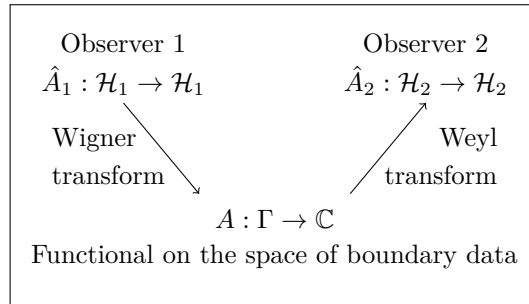 Observer 1
Â₁ : ℋ₁ → ℋ₁
Observer 2
Â₂ : ℋ₂ → ℋ₂
Wigner
transform
Weyl
transform
A : Γ → ℂ
Functional on the space of boundary data